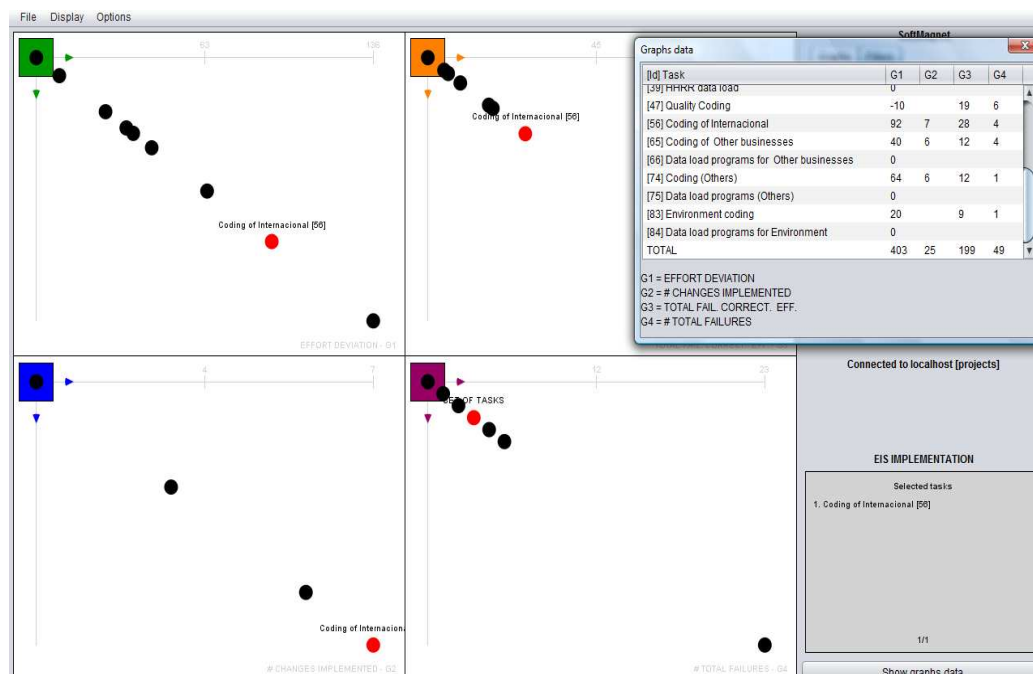 File Display Options
63 136
Coding of Internacional [56]
EFFORT DEVIATION - G1
45
Coding of Internacional [56]
SoftMagnet
Graphs data
X
[Id] Task G1 G2 G3 G4
[39] HHRR data load 0
[47] Quality Coding -10 19 6
[56] Coding of Internacional 92 7 28 4
[65] Coding of Other businesses 40 6 12 4
[66] Data load programs for Other businesses 0
[74] Coding (Others) 64 6 12 1
[75] Data load programs (Others) 0
[83] Environment coding 20 9 1
[84] Data load programs for Environment 0
TOTAL 403 25 199 49
G1 = EFFORT DEVIATION
G2 = # CHANGES IMPLEMENTED
G3 = TOTAL FAIL. CORRECT. EFF.
G4 = # TOTAL FAILURES
4 7
Coding of Internacion
# CHANGES IMPLEMENTED - G2
12 23
OF TASKS
# TOTAL FAILURES - G4
Connected to localhost [projects]
EIS IMPLEMENTATION
Selected tasks
1. Coding of Internacional [56]
1/1
Show graphs data